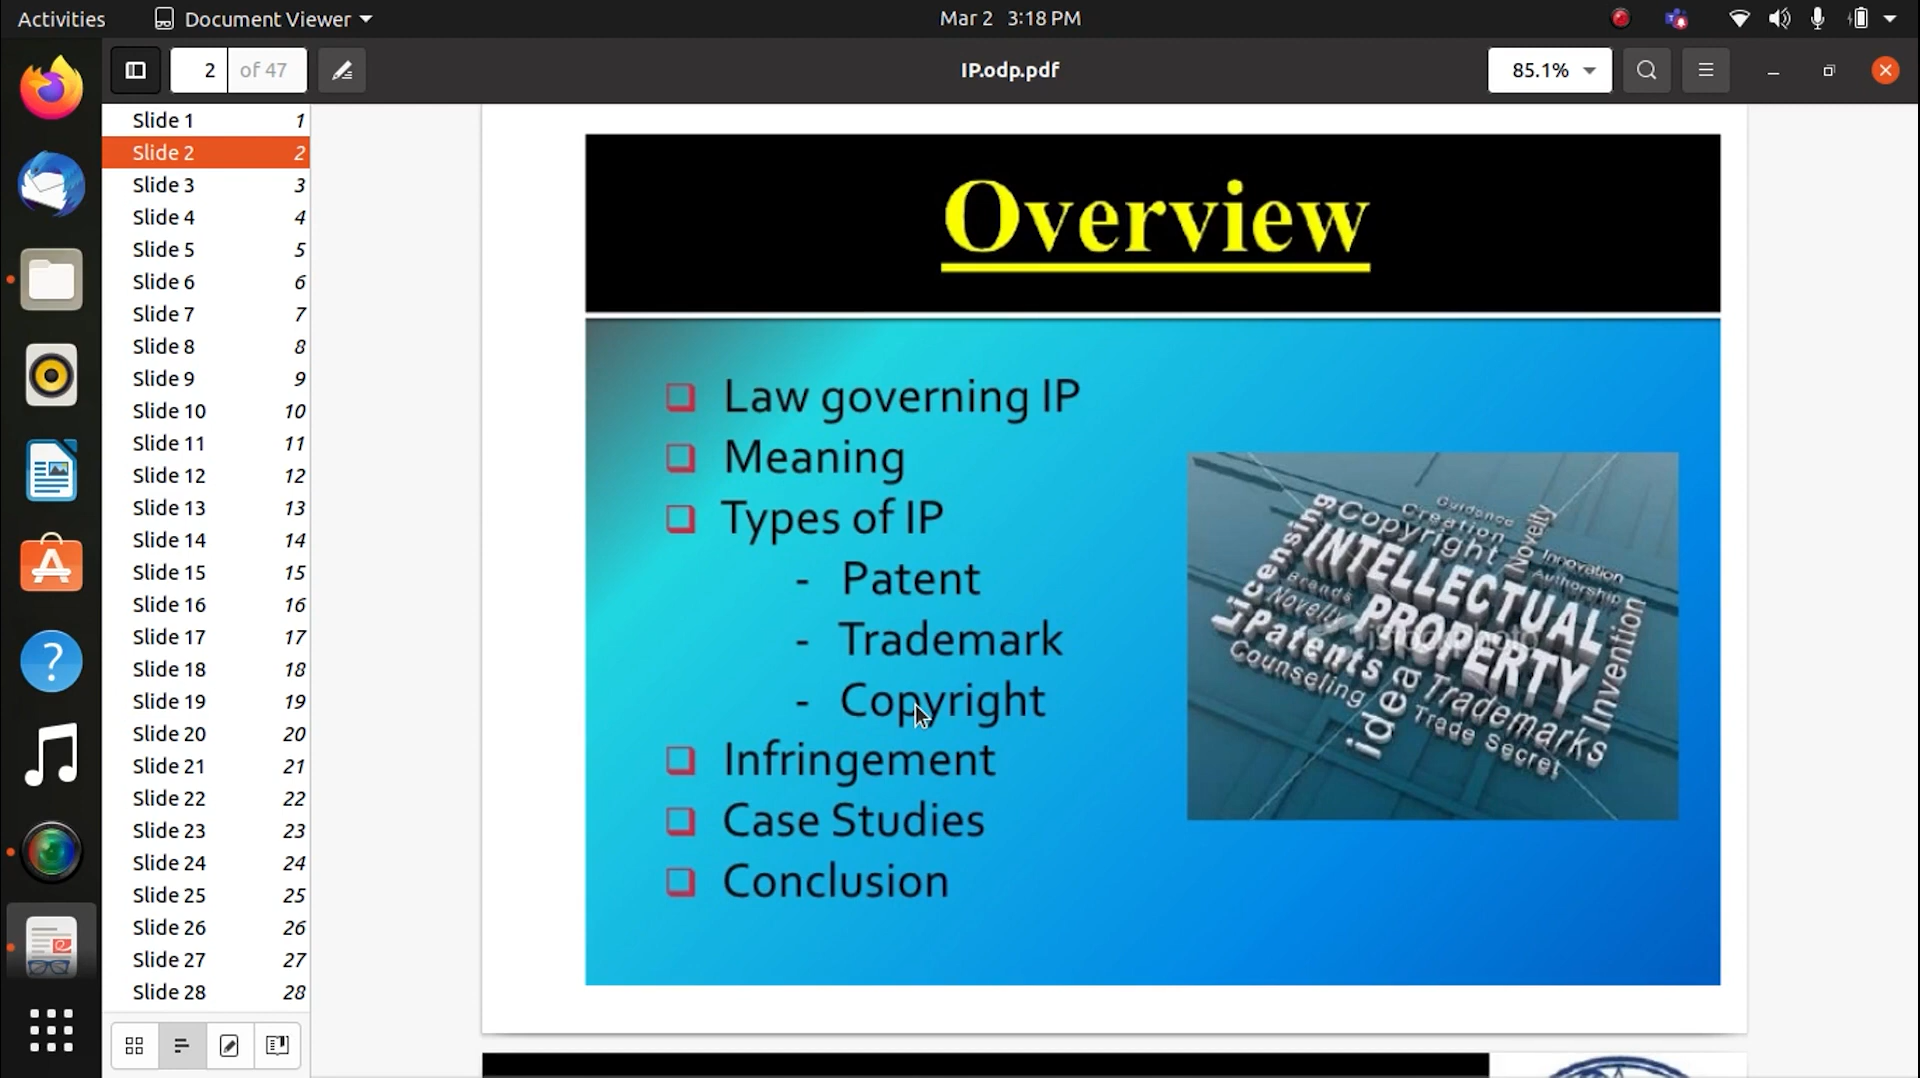 Activities
Document Viewer
Mar 2 3:18 PM
2 of 47
IP.odp.pdf
85.1%
Slide 1 1
Slide 2 2
Slide 3 3
Slide 4 4
Slide 5 5
Slide 6 6
Slide 7 7
Slide 8 8
Slide 9 9
Slide 10 10
Slide 11 11
Slide 12 12
Slide 13 13
Slide 14 14
Slide 15 15
Slide 16 16
Slide 17 17
Slide 18 18
Slide 19 19
Slide 20 20
Slide 21 21
Slide 22 22
Slide 23 23
Slide 24 24
Slide 25 25
Slide 26 26
Slide 27 27
Slide 28 28
Overview
Law governing IP
Meaning
Types of IP
- Patent
- Trademark
- Copyright
Infringement
Case Studies
Conclusion
Guidance
Creation
Copyright
Novelty
Licensing
INTELLECTUAL
Innovation
Authorship
Brands
Novelty
PROPERTY
Patents
Counseling
idea
Trademarks
Trade Secret
Invention